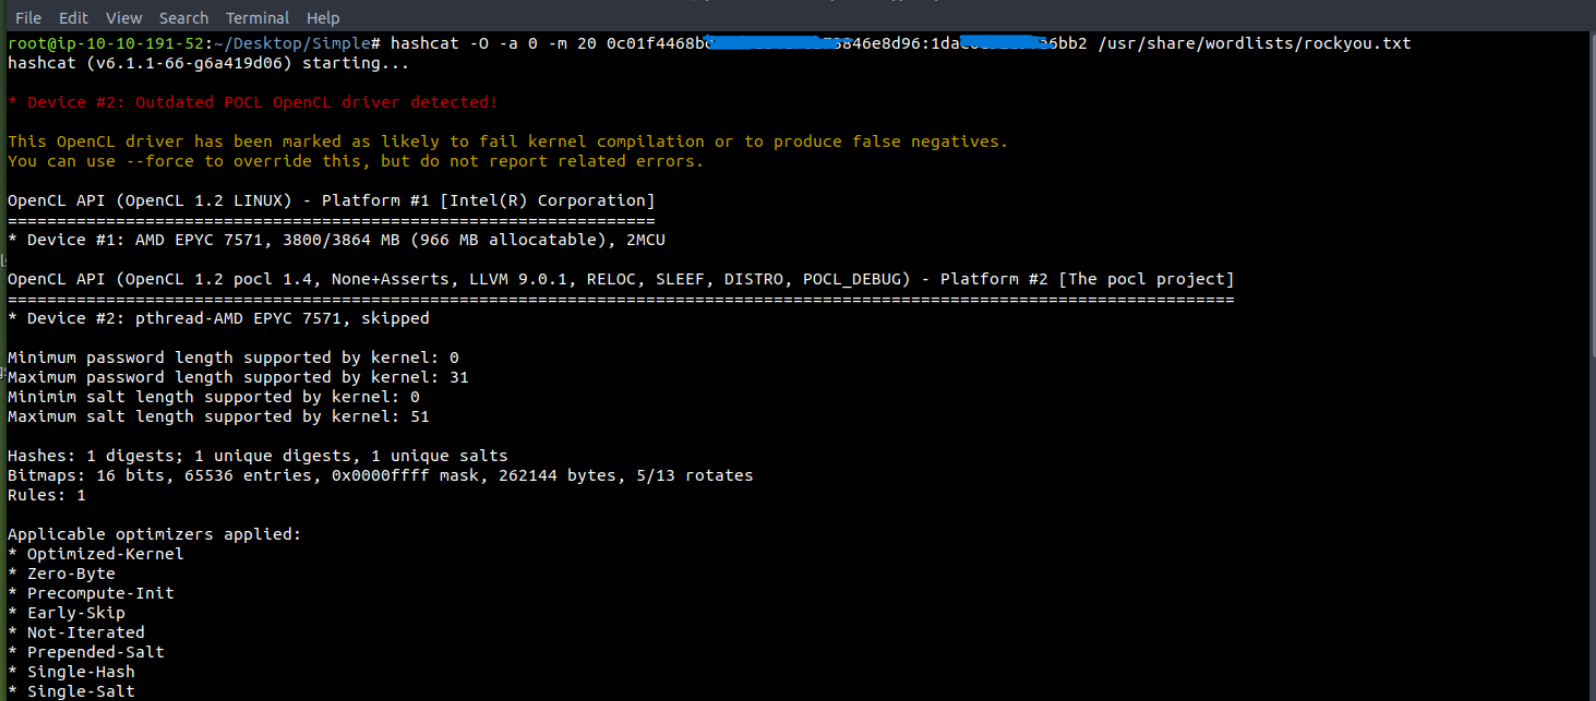 File Edit View Search Terminal Help
root@ip-10-10-191-52:~/Desktop/Simple# hashcat -O -a 0 -m 20 /usr/share/wordlists/rockyou.txt
hashcat (v6.1.1-66-g6a419d06) starting...
* Device #2: Outdated POCL OpenCL driver detected!
This OpenCL driver has been marked as likely to fail kernel compilation or to produce false negatives.
You can use --force to override this, but do not report related errors.
OpenCL API (OpenCL 1.2 LINUX) - Platform #1 [Intel(R) Corporation]
==================================================================
* Device #1: AMD EPYC 7571, 3800/3864 MB (966 MB allocatable), 2MCU
OpenCL API (OpenCL 1.2 pocl 1.4, None+Asserts, LLVM 9.0.1, RELOC, SLEEF, DISTRO, POCL_DEBUG) - Platform #2 [The pocl project]
=============================================================================================================================
* Device #2: pthread-AMD EPYC 7571, skipped
Minimum password length supported by kernel: 0
Maximum password length supported by kernel: 31
Minimim salt length supported by kernel: 0
Maximum salt length supported by kernel: 51
Hashes: 1 digests; 1 unique digests, 1 unique salts
Bitmaps: 16 bits, 65536 entries, 0x0000ffff mask, 262144 bytes, 5/13 rotates
Rules: 1
Applicable optimizers applied:
* Optimized-Kernel
* Zero-Byte
* Precompute-Init
* Early-Skip
* Not-Iterated
* Prepended-Salt
* Single-Hash
* Single-Salt